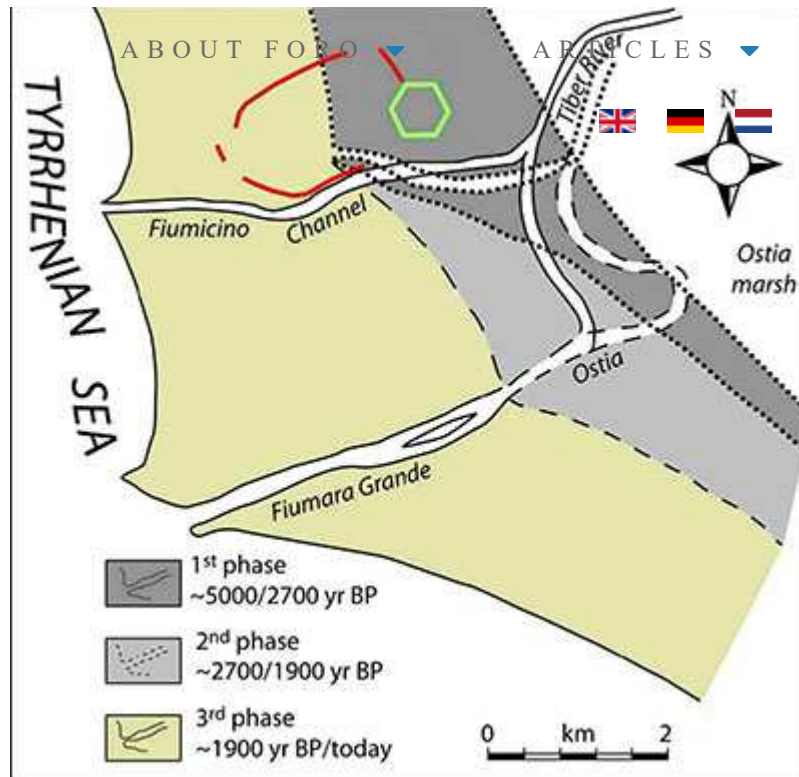 ABOUT FORO
ARTICLES
TYRRHENIAN SEA
Tiber River
N
Fiumicino
Channel
Ostia
marsh
Ostia
Fiumara Grande
1st phase
~5000/2700 yr BP
2nd phase
~2700/1900 yr BP
3rd phase
~1900 yr BP/today
0 km 2